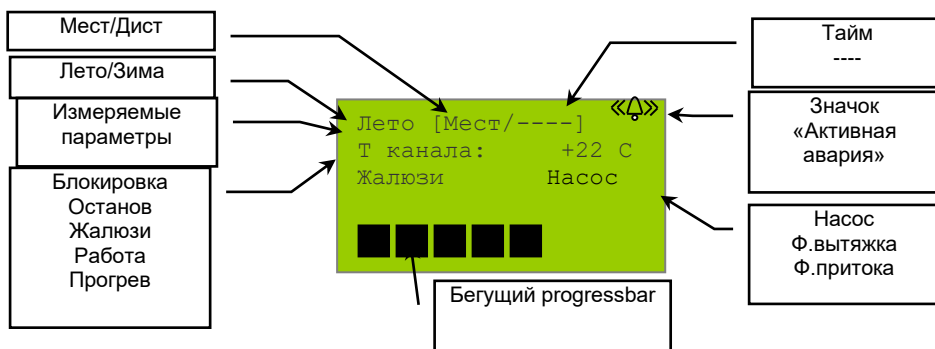 Мест/Дист
Лето/Зима
Измеряемые
параметры
Блокировка
Останов
Жалюзи
Работа
Прогрев
Лето [Мест/----]
Т канала: +22 С
Жалюзи Насос
Бегущий progressbar
Тайм
----
Значок
«Активная
авария»
Насос
Ф.вытяжка
Ф.притока